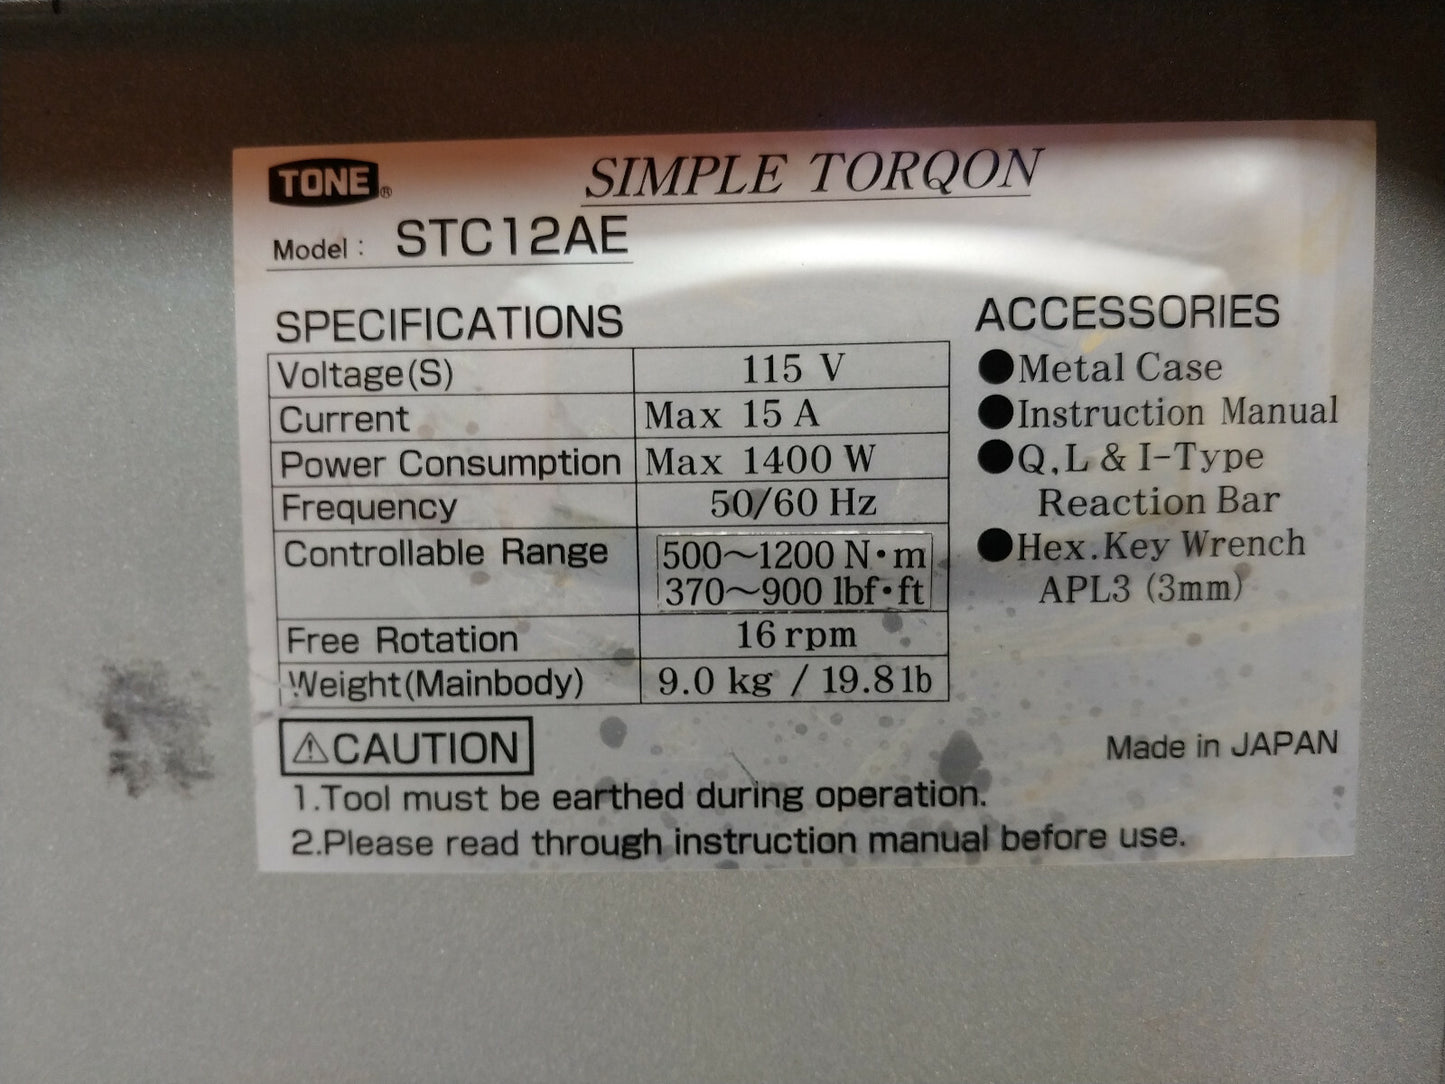 TONE®
SIMPLE TORQON
Model : STC12AE
SPECIFICATIONS
Voltage(S) 115 V
Current Max 15 A
Power Consumption Max 1400 W
Frequency 50/60 Hz
Controllable Range 500～1200 N・m
370～900 lbf・ft
Free Rotation 16 rpm
Weight(Mainbody) 9.0 kg / 19.8 lb
ACCESSORIES
●Metal Case
●Instruction Manual
●Q,L & I-Type
Reaction Bar
●Hex.Key Wrench
APL3 (3mm)
Made in JAPAN
⚠CAUTION
1.Tool must be earthed during operation.
2.Please read through instruction manual before use.